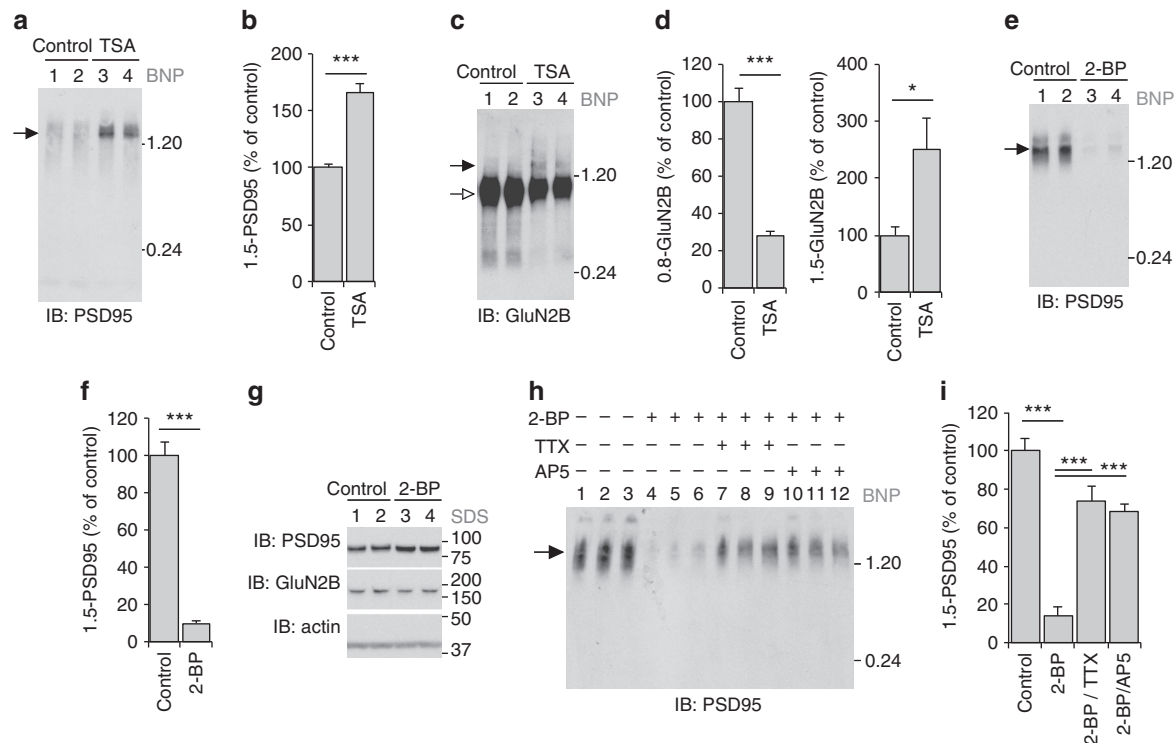 a
Control TSA
1 2 3 4 BNP
1.20
0.24
IB: PSD95
b
1.5-PSD95 (% of control)
200
150
100
50
0
***
Control
TSA
c
Control TSA
1 2 3 4 BNP
1.20
0.24
IB: GluN2B
d
0.8-GluN2B (% of control)
120
100
80
60
40
20
0
***
Control
TSA
1.5-GluN2B (% of control)
400
300
200
100
0
*
Control
TSA
e
Control 2-BP
1 2 3 4 BNP
1.20
0.24
IB: PSD95
f
1.5-PSD95 (% of control)
120
100
80
60
40
20
0
***
Control
2-BP
g
Control 2-BP
1 2 3 4 SDS
IB: PSD95
100
75
IB: GluN2B
200
150
IB: actin
50
37
h
2-BP – – – + + + + + + + + +
TTX – – – – – – + + + – – –
AP5 – – – – – – – – – + + +
1 2 3 4 5 6 7 8 9 10 11 12 BNP
1.20
0.24
IB: PSD95
i
1.5-PSD95 (% of control)
120
100
80
60
40
20
0
***
*** ***
Control
2-BP
2-BP / TTX
2-BP/AP5